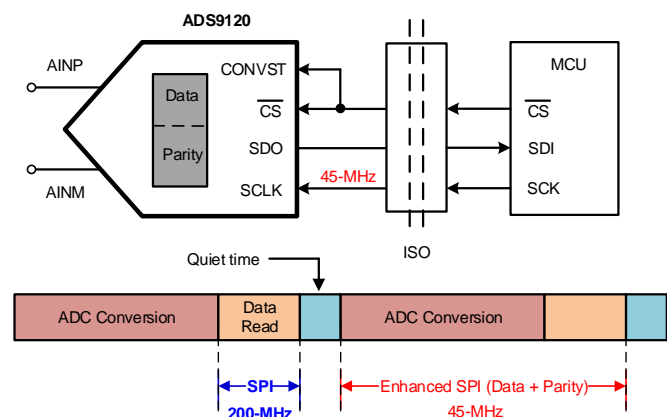 ADS9120
AINP
AINM
Data
Parity
CONVST
CS
SDO
SCLK
45-MHz
ISO
MCU
CS
SDI
SCK
Quiet time
ADC Conversion
Data
Read
ADC Conversion
SPI
200-MHz
Enhanced SPI (Data + Parity)
45-MHz